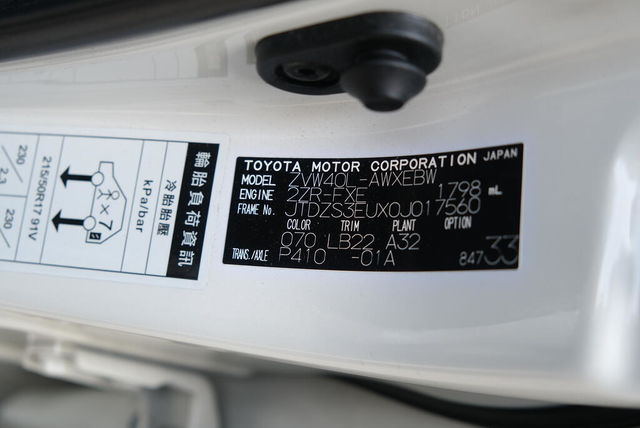 TOYOTA MOTOR CORPORATION JAPAN
MODEL ZVW40L-AWXEBW
ENGINE 2ZR-FXE 1798 mL
FRAME No. JTDZS3EUX0J017560
COLOR TRIM PLANT OPTION
070 LB22 A32
TRANS./AXLE P410 -01A
84733
輪胎負荷資訊
冷胎胎壓
kPa/bar
× 7
215/50R17 91V
230
2.3
230